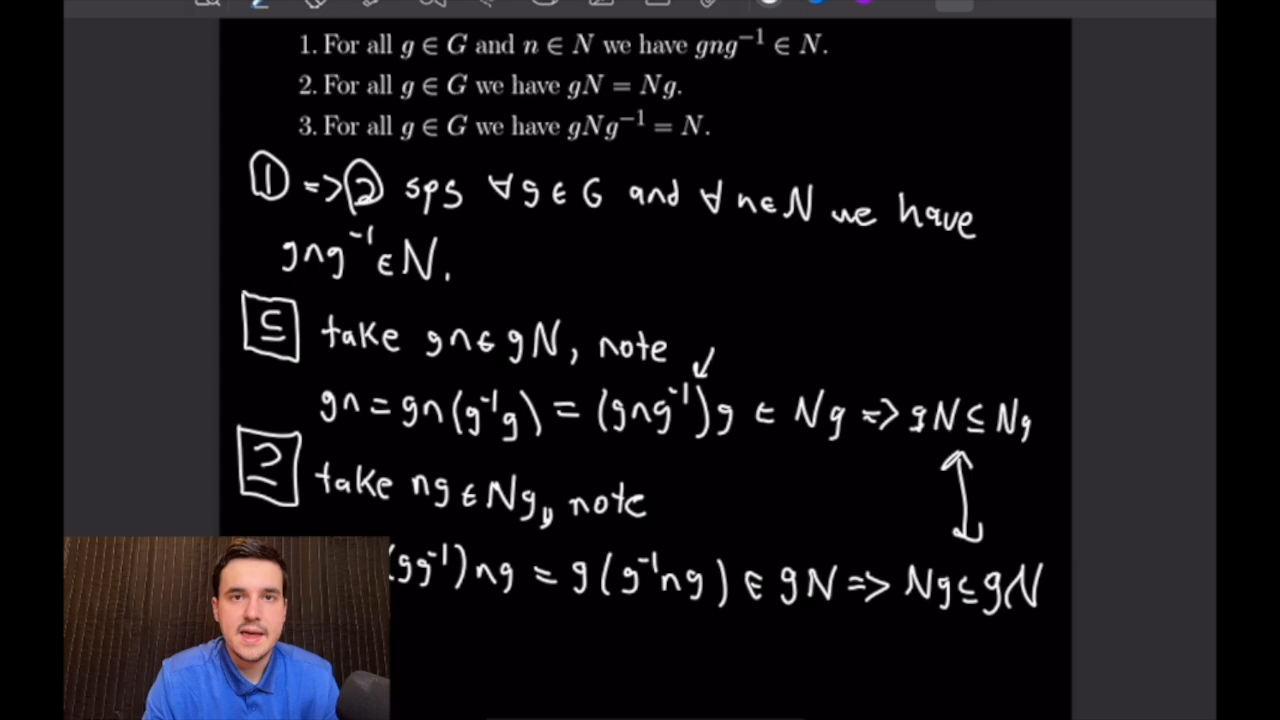 1. For all g ∈ G and n ∈ N we have gng⁻¹ ∈ N.
2. For all g ∈ G we have gN = Ng.
3. For all g ∈ G we have gNg⁻¹ = N.
① => ② sps ∀ g ∈ G and ∀ n ∈ N we have
gng⁻¹ ∈ N.
⊆ take gn ∈ gN, note
gn = gn(g⁻¹g) = (gng⁻¹)g ∈ Ng => gN ⊆ Ng
⊇ take ng ∈ Ng, note
(gg⁻¹)ng = g(g⁻¹ng) ∈ gN => Ng ⊆ gN